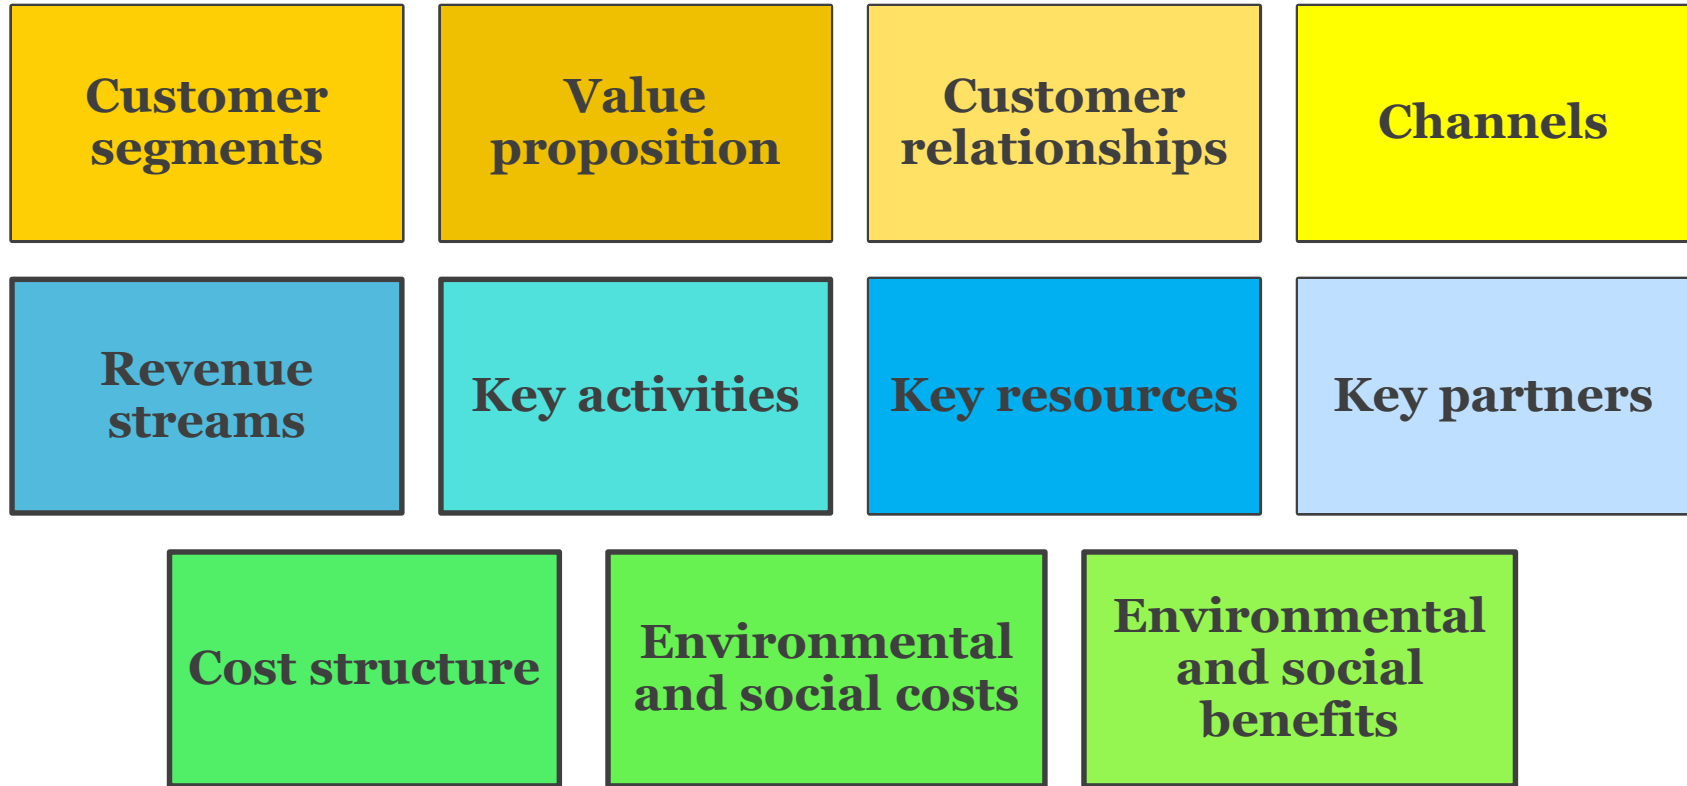 Customer
segments
Value
proposition
Customer
relationships
Channels
Revenue
streams
Key activities
Key resources
Key partners
Cost structure
Environmental
and social costs
Environmental
and social
benefits